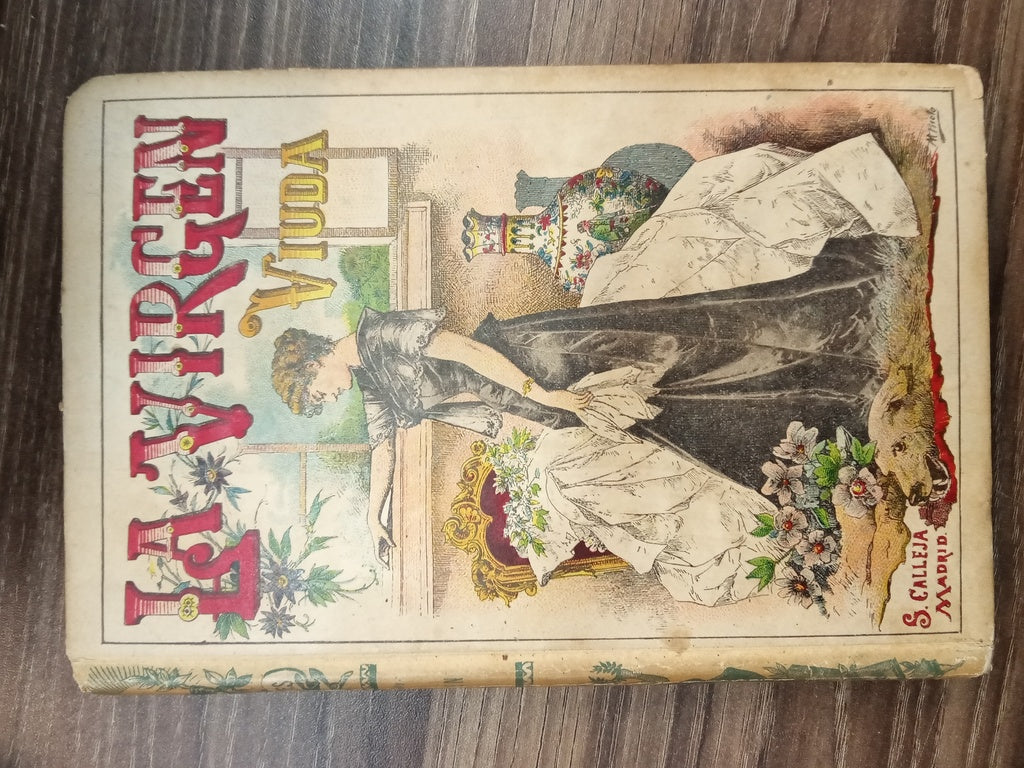 LA VIRGEN
VIUDA
S. CALLEJA
MADRID.